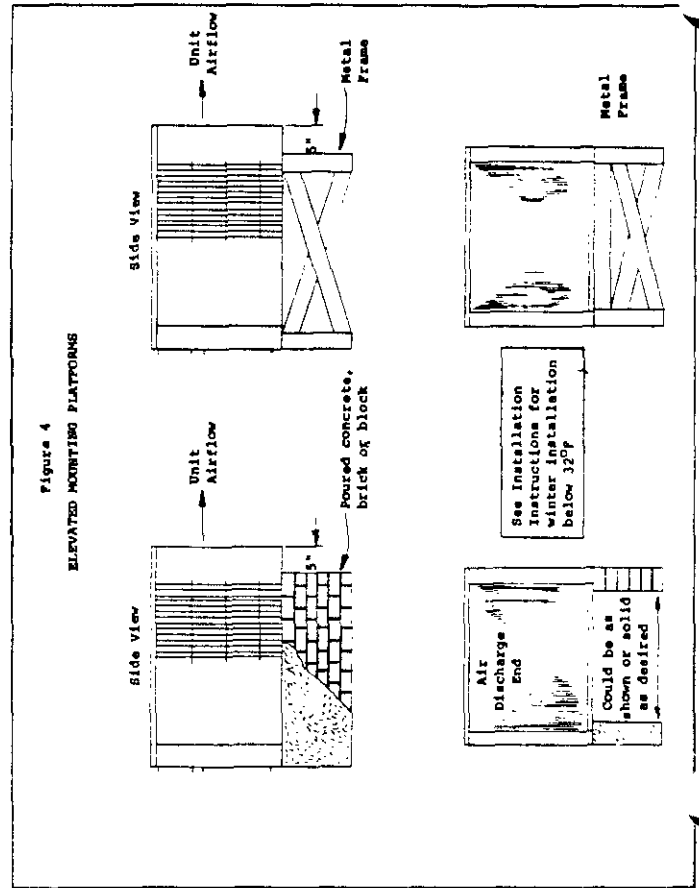 Figure 4
ELEVATED MOUNTING PLATFORMS
Side View
Unit
Airflow
5"
Poured concrete,
brick or block
Side View
Unit
Airflow
5"
Metal
Frame
Air
Discharge
End
Could be as
shown or solid
as desired
See Installation
Instructions for
winter installation
below 32°F
Metal
Frame